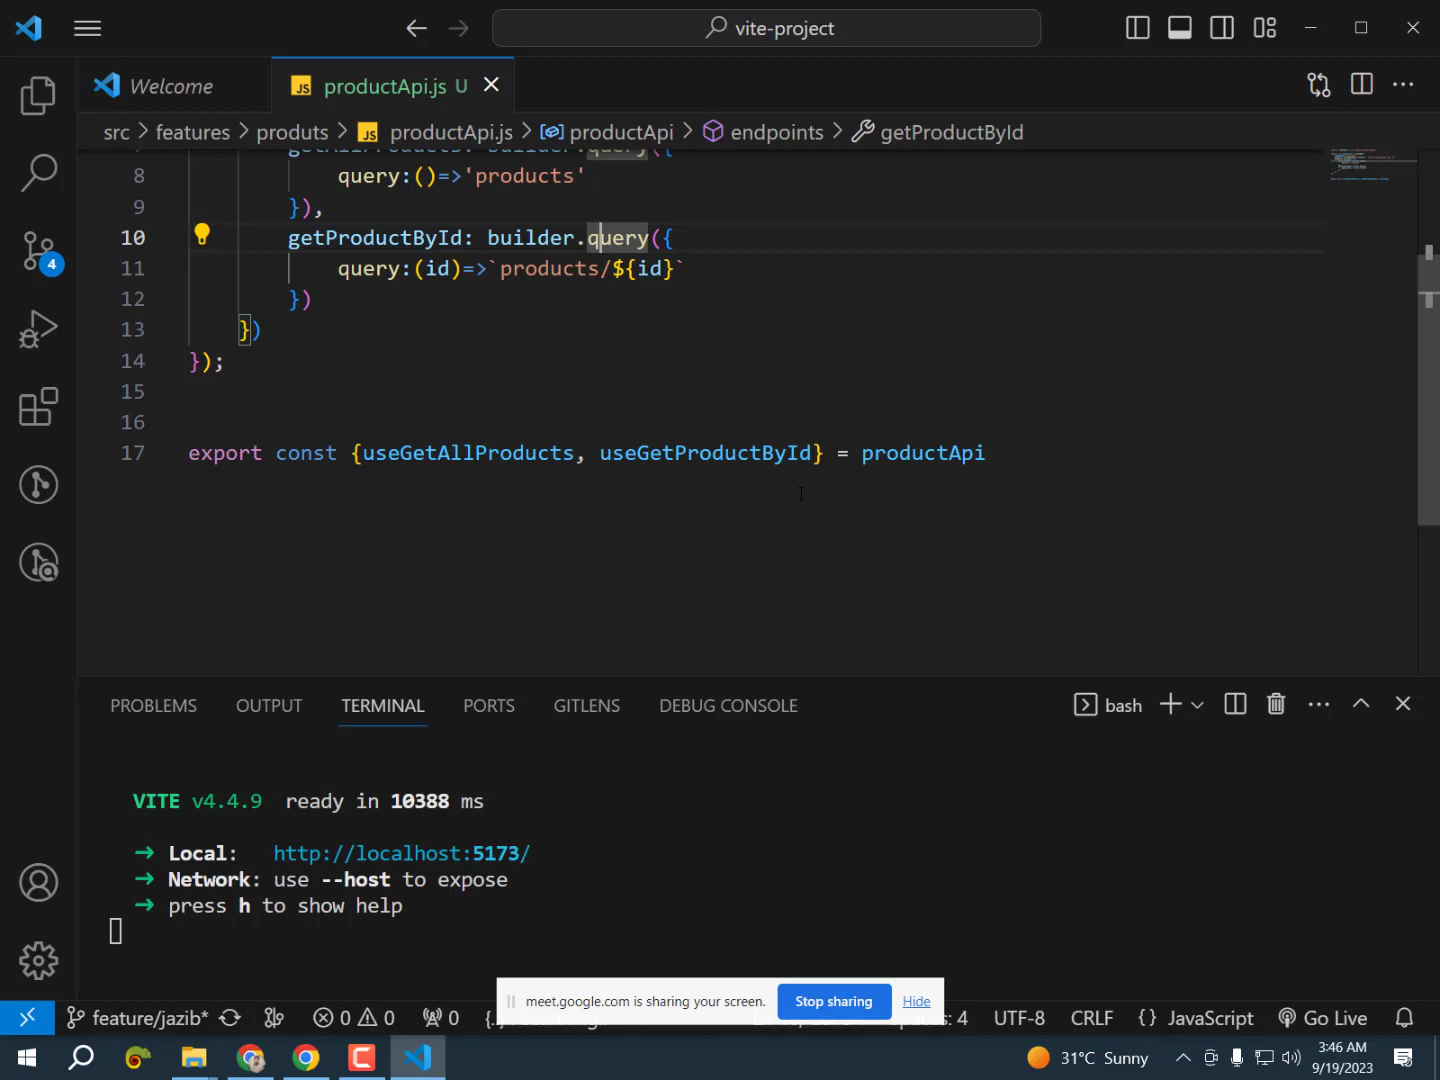 vite-project
Welcome
productApi.js U
src > features > produts > JS productApi.js > productApi > endpoints > getProductById
getAllProducts: builder.query({
8 query:()=>'products'
9 }),
10 getProductById: builder.query({
11 query:(id)=>`products/${id}`
12 })
13 })
14 });
15
16
17 export const {useGetAllProducts, useGetProductById} = productApi
PROBLEMS OUTPUT TERMINAL PORTS GITLENS DEBUG CONSOLE
bash
VITE v4.4.9 ready in 10388 ms
➜ Local: http://localhost:5173/
➜ Network: use --host to expose
➜ press h to show help
4
meet.google.com is sharing your screen. Stop sharing Hide
feature/jazib* 0 0 0 UTF-8 CRLF {} JavaScript Go Live
: 4
31°C Sunny
3:46 AM
9/19/2023